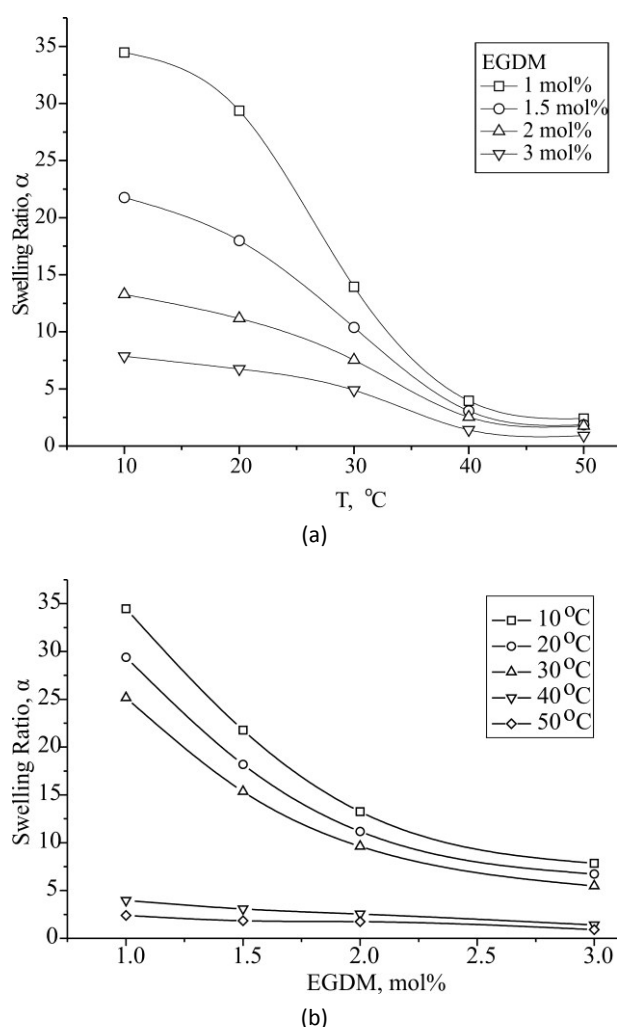 35
30
25
20
15
10
5
0
Swelling Ratio, α
EGDM
1 mol%
1.5 mol%
2 mol%
3 mol%
10 20 30 40 50
T, °C
(a)
35
30
25
20
15
10
5
0
Swelling Ratio, α
10 °C
20 °C
30 °C
40 °C
50 °C
1.0 1.5 2.0 2.5 3.0
EGDM, mol%
(b)